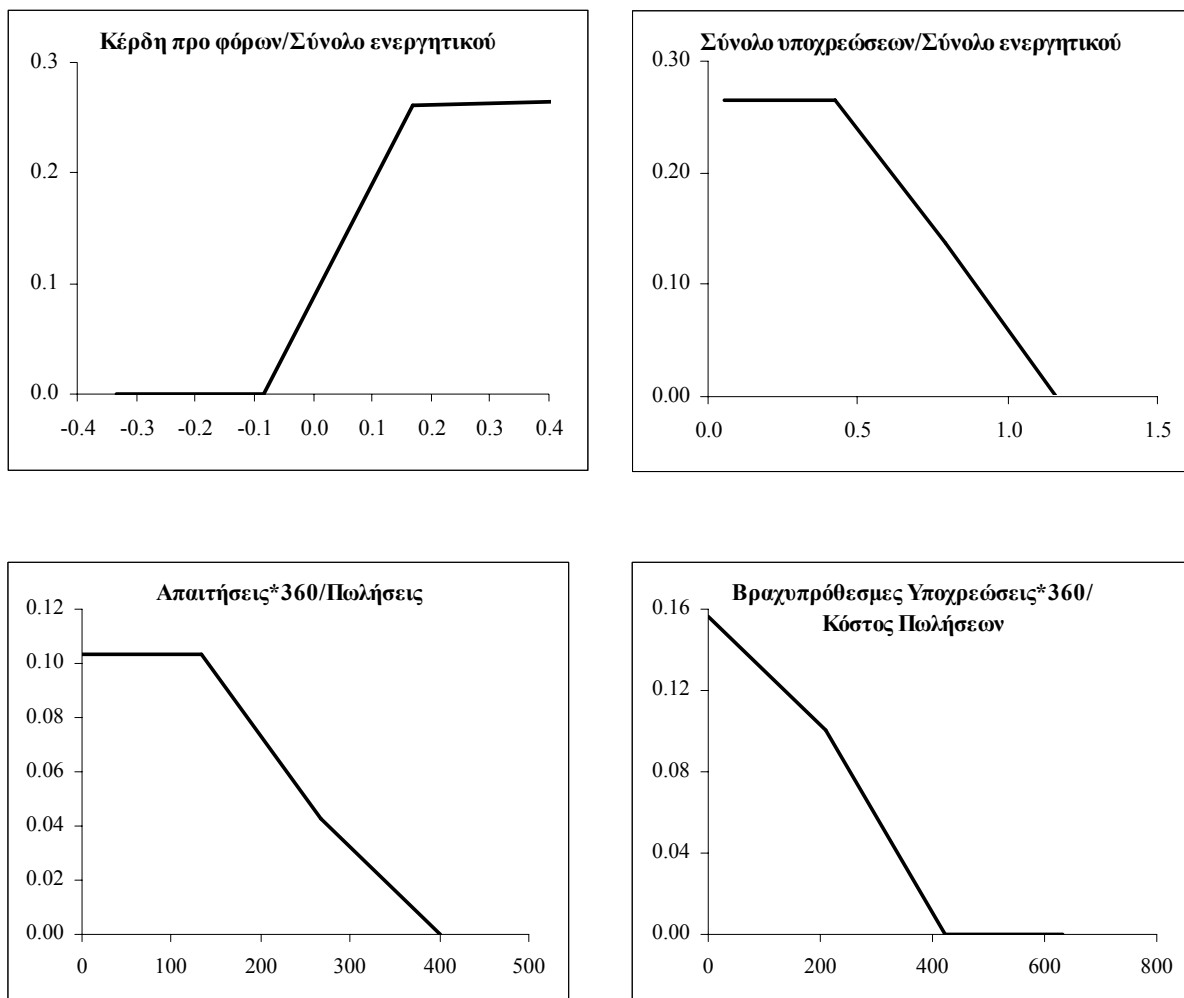 Κέρδη προ φόρων/Σύνολο ενεργητικού
0.3
0.2
0.1
0.0
-0.4 -0.3 -0.2 -0.1 0.0 0.1 0.2 0.3 0.4
Σύνολο υποχρεώσεων/Σύνολο ενεργητικού
0.30
0.20
0.10
0.00
0.0 0.5 1.0 1.5
Απαιτήσεις*360/Πωλήσεις
0.12
0.10
0.08
0.06
0.04
0.02
0.00
0 100 200 300 400 500
Βραχυπρόθεσμες Υποχρεώσεις*360/
Κόστος Πωλήσεων
0.16
0.12
0.08
0.04
0.00
0 200 400 600 800